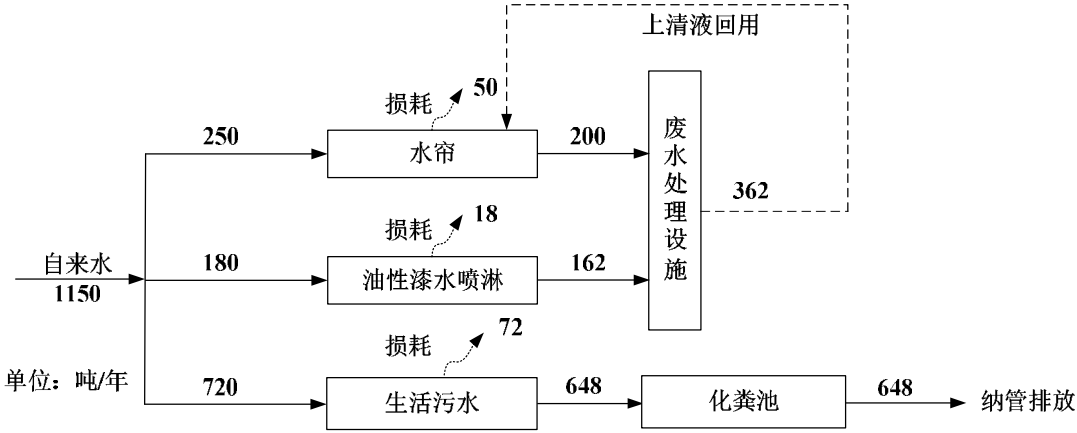 上清液回用
损耗 50
250
水帘
200
废水处理设施
362
损耗 18
自来水
1150
180
油性漆水喷淋
162
损耗 72
单位：吨/年
720
生活污水
648
化粪池
648
纳管排放